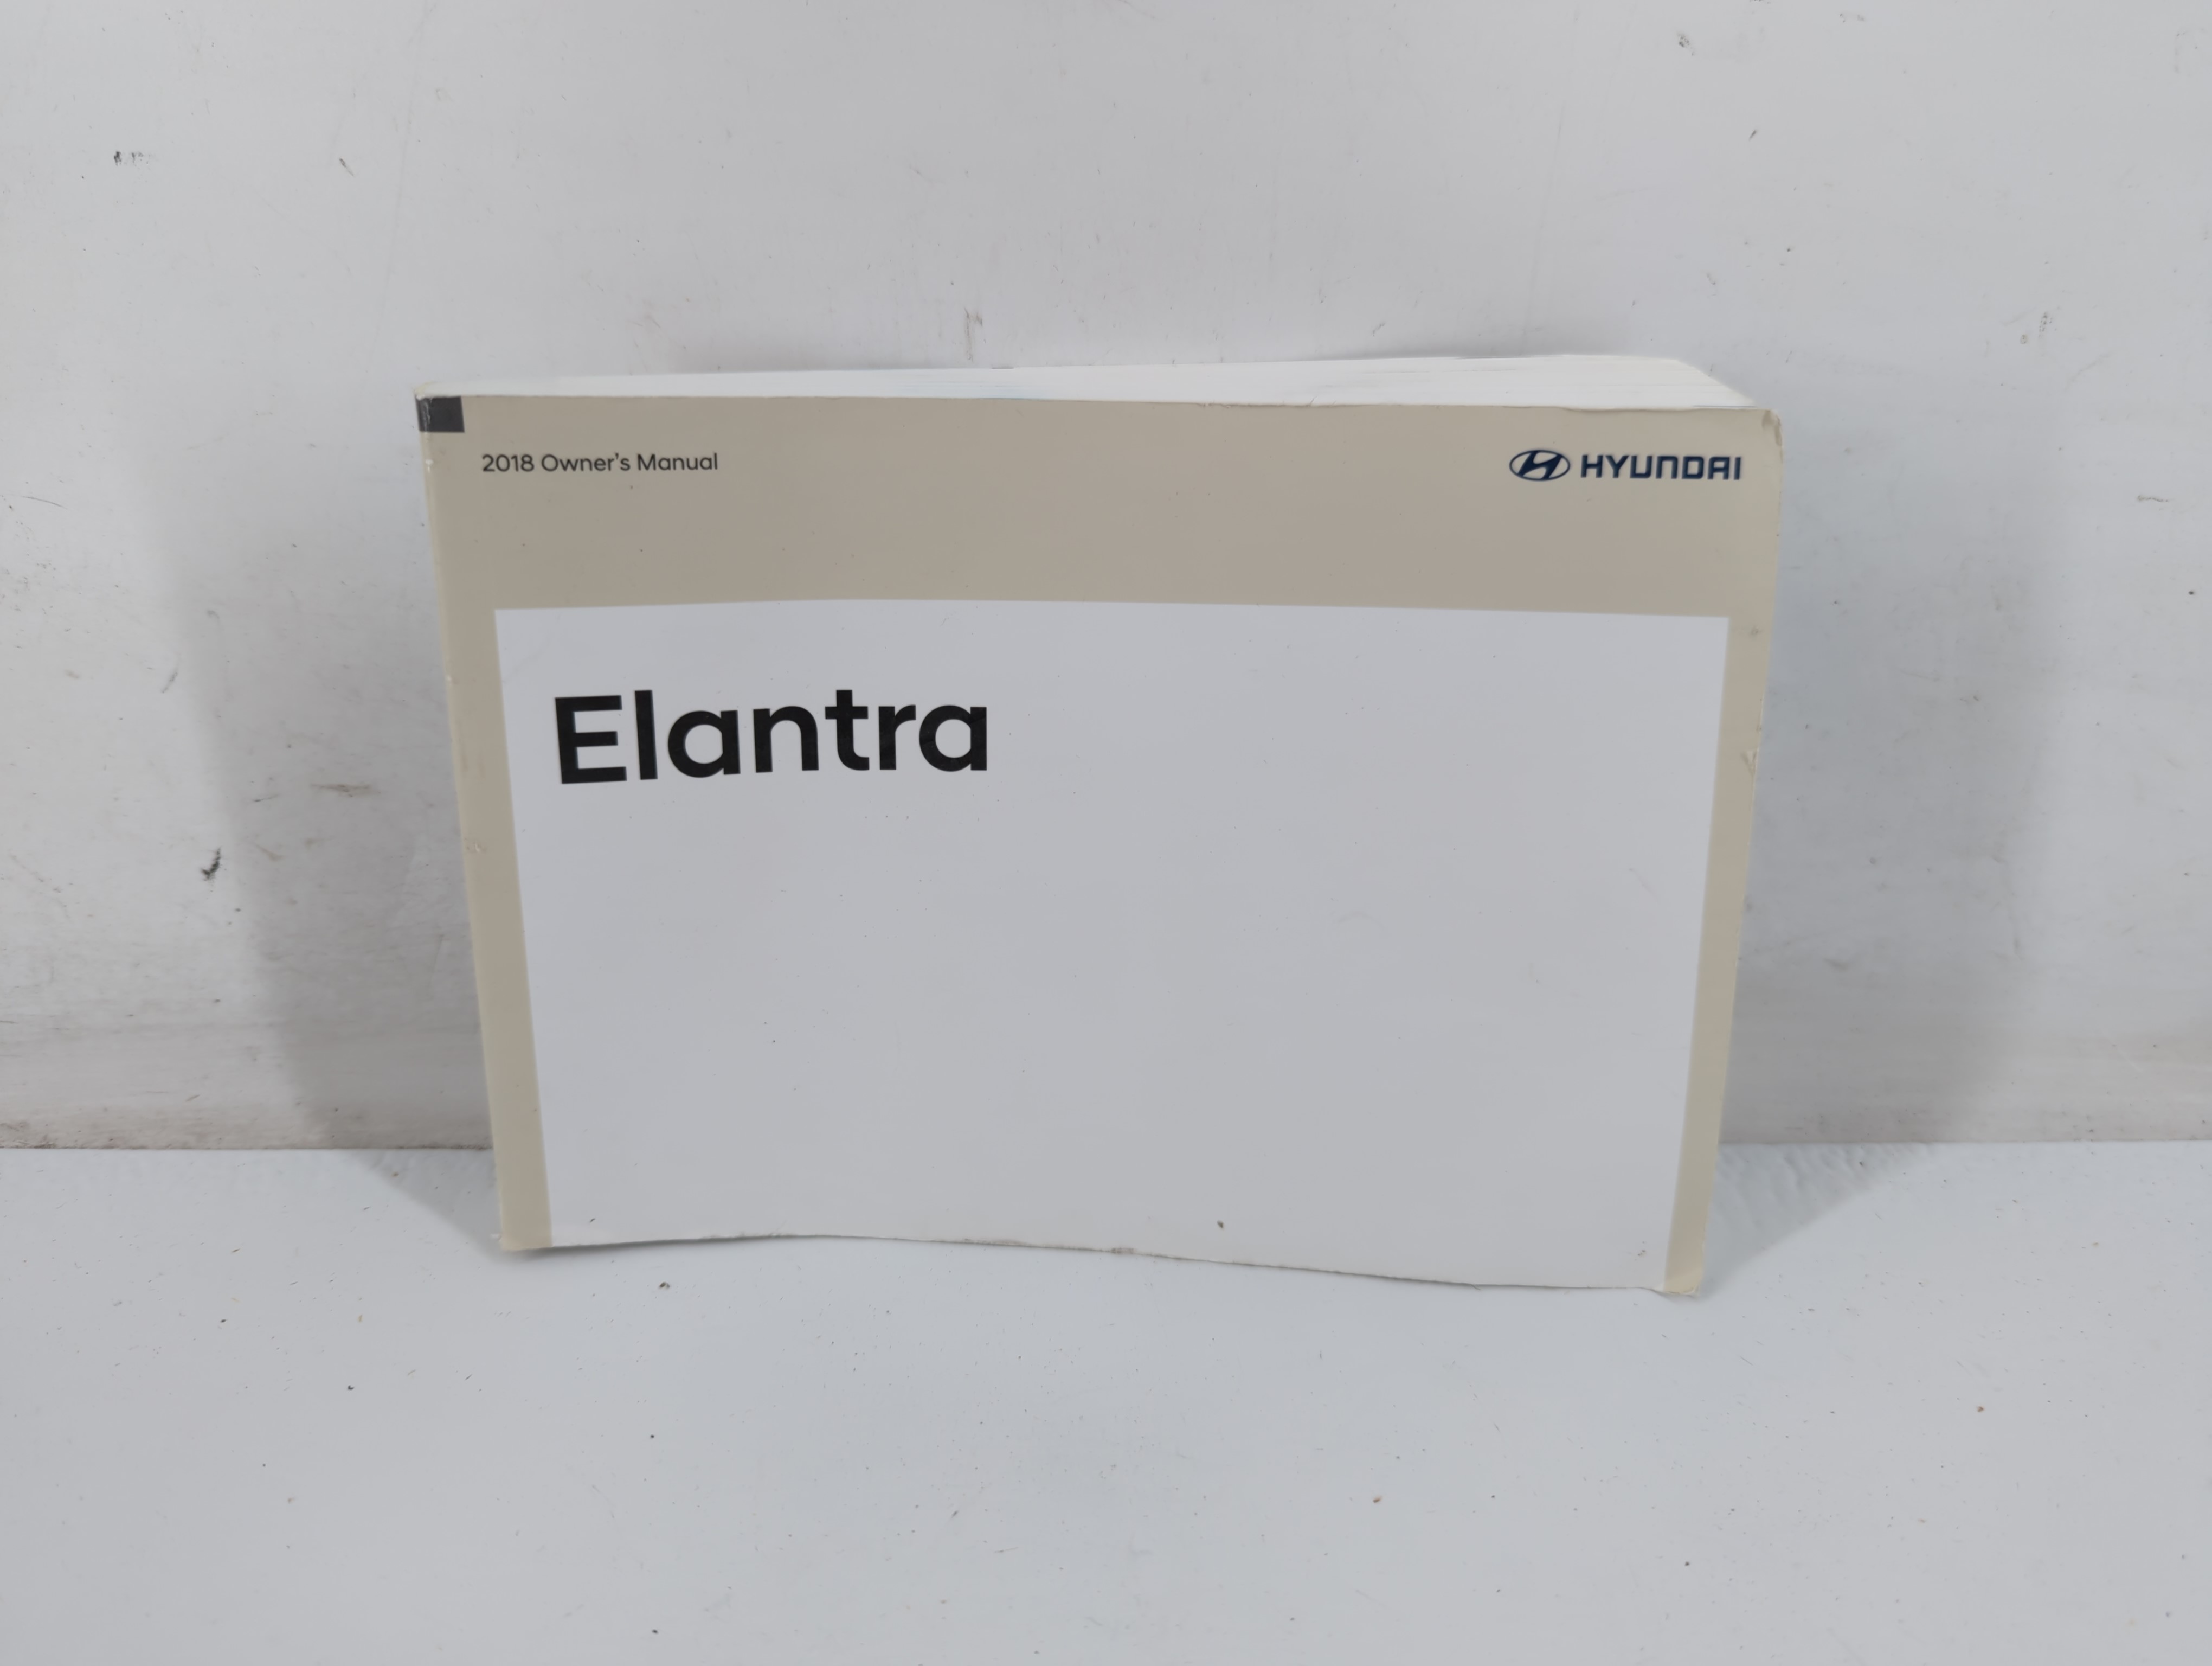 2018 Owner's Manual
HYUNDAI
Elantra